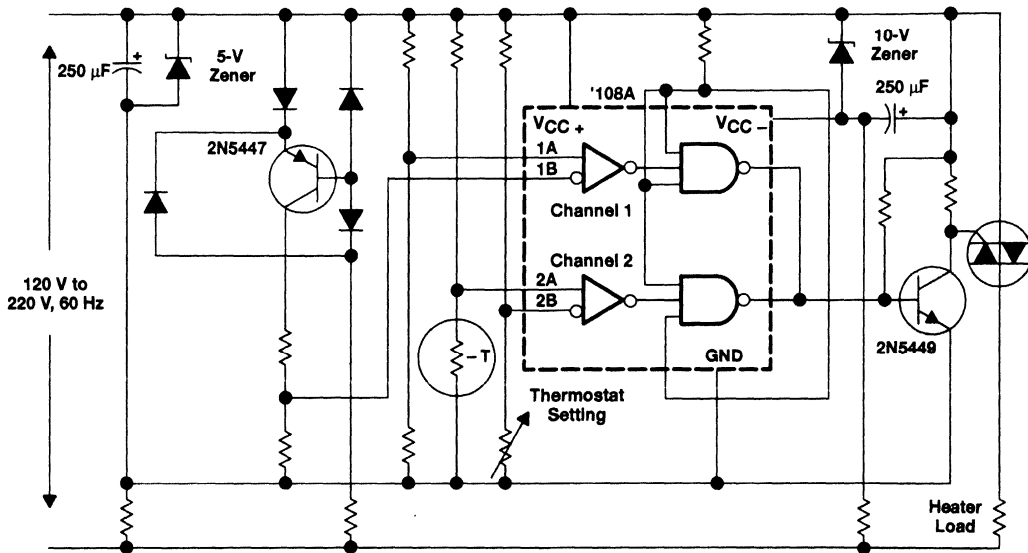 250 µF
+
5-V
Zener
2N5447
120 V to
220 V, 60 Hz
'108A
VCC +
VCC –
1A
1B
Channel 1
Channel 2
2A
2B
GND
– T
Thermostat
Setting
10-V
Zener
250 µF
+
2N5449
Heater
Load